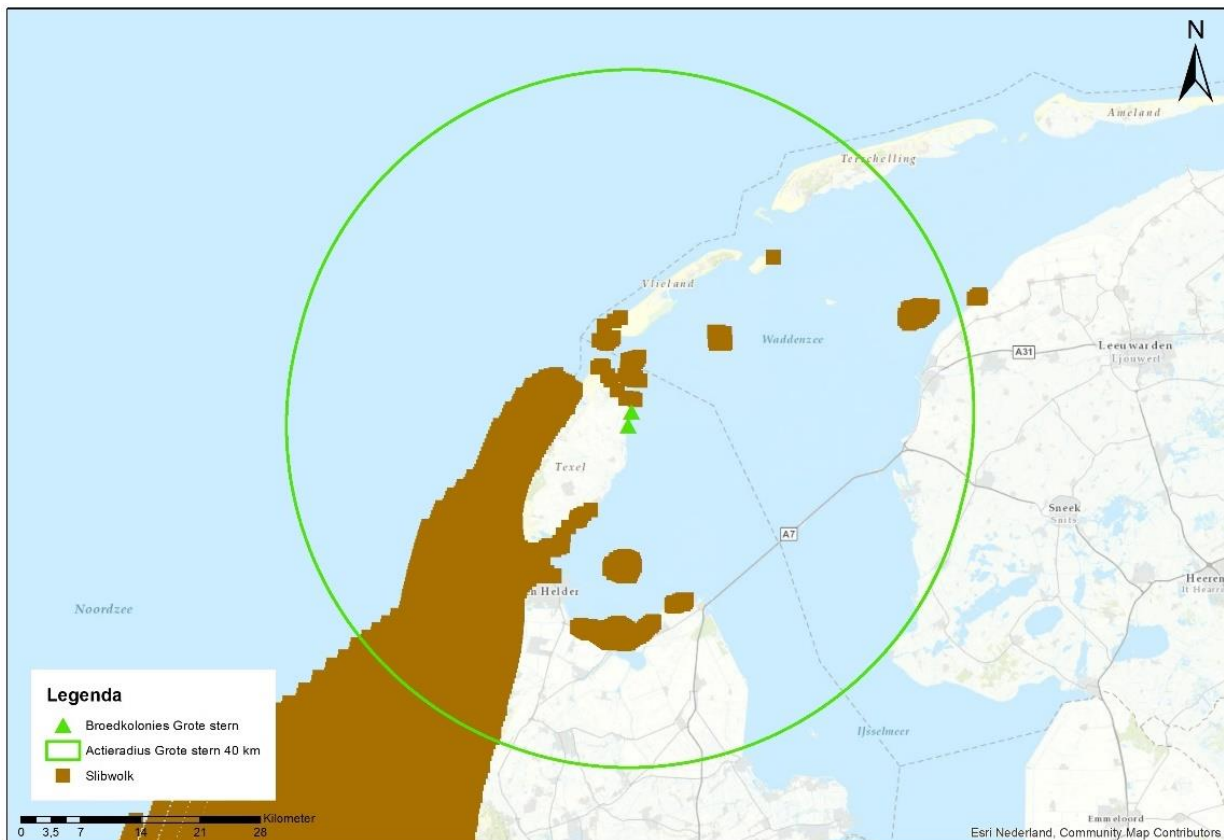 N
Ameland
Terschelling
Vlieland
Waddenzee
Leeuwarden
Ljouwert
A31
Texel
Sneek
Snits
A7
Heeren
It Hearre
n Helder
Noordzee
IJsselmeer
Emmeloord
Legenda
Broedkolonies Grote stern
Actieradius Grote stern 40 km
Slibwolk
Kilometer
0 3,5 7 14 21 28
Esri Nederland, Community Map Contributors